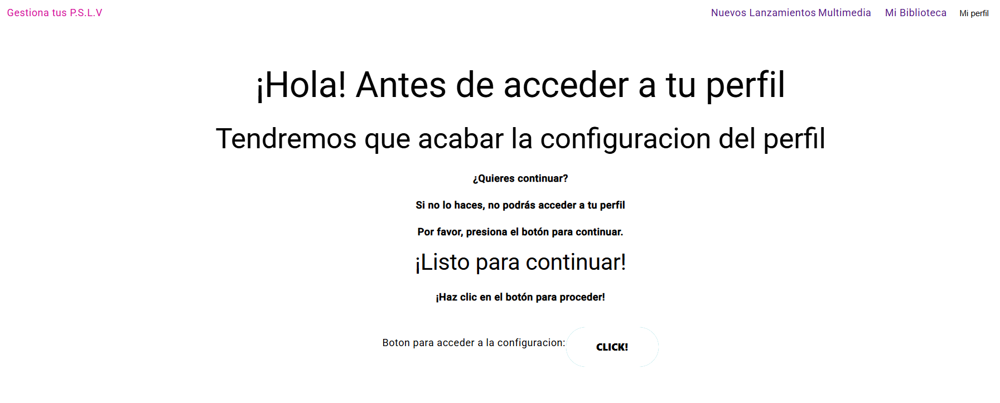 Gestiona tus P.S.L.V
Nuevos Lanzamientos Multimedia Mi Biblioteca Mi perfil
¡Hola! Antes de acceder a tu perfil
Tendremos que acabar la configuracion del perfil
¿Quieres continuar?
Si no lo haces, no podrás acceder a tu perfil
Por favor, presiona el botón para continuar.
¡Listo para continuar!
¡Haz clic en el botón para proceder!
Boton para acceder a la configuracion: CLICK!